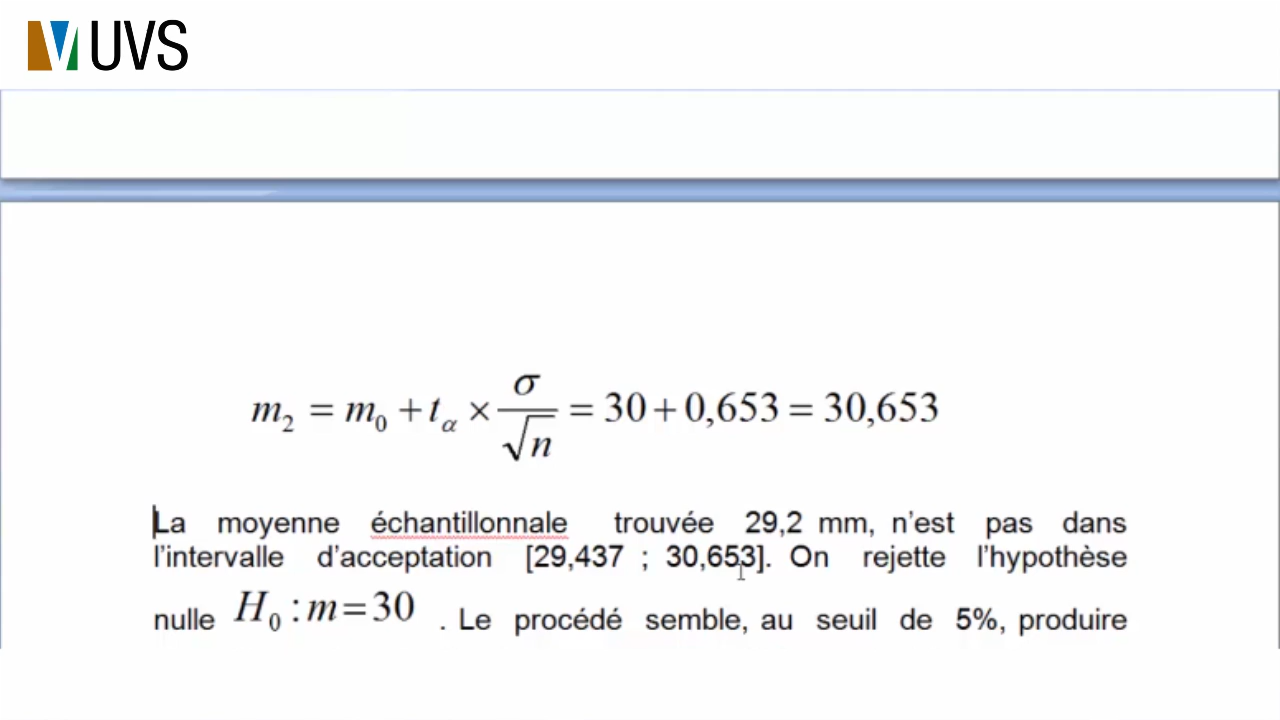 UVS
m₂ = m₀ + t_α × σ/√n = 30 + 0,653 = 30,653
La moyenne échantillonnale trouvée 29,2 mm, n’est pas dans
l’intervalle d’acceptation [29,437 ; 30,653]. On rejette l’hypothèse
nulle H₀ : m = 30 . Le procédé semble, au seuil de 5%, produire